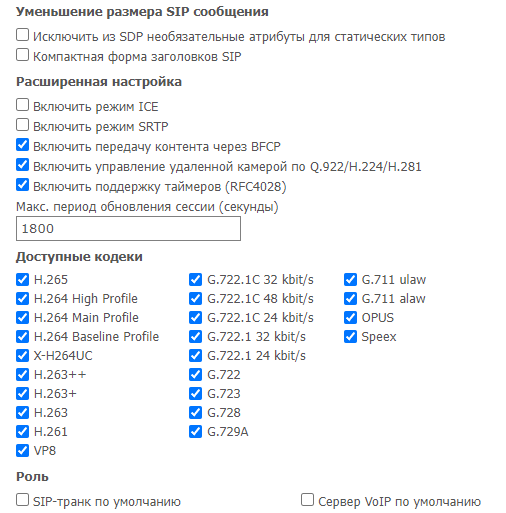 Уменьшение размера SIP сообщения
Исключить из SDP необязательные атрибуты для статических типов
Компактная форма заголовков SIP
Расширенная настройка
Включить режим ICE
Включить режим SRTP
Включить передачу контента через BFCP
Включить управление удаленной камерой по Q.922/H.224/H.281
Включить поддержку таймеров (RFC4028)
Макс. период обновления сессии (секунды)
1800
Доступные кодеки
H.265 G.722.1C 32 kbit/s G.711 ulaw
H.264 High Profile G.722.1C 48 kbit/s G.711 alaw
H.264 Main Profile G.722.1C 24 kbit/s OPUS
H.264 Baseline Profile G.722.1 32 kbit/s Speex
X-H264UC G.722.1 24 kbit/s
H.263++ G.722
H.263+ G.723
H.263 G.728
H.261 G.729A
VP8
Роль
SIP-транк по умолчанию Сервер VoIP по умолчанию